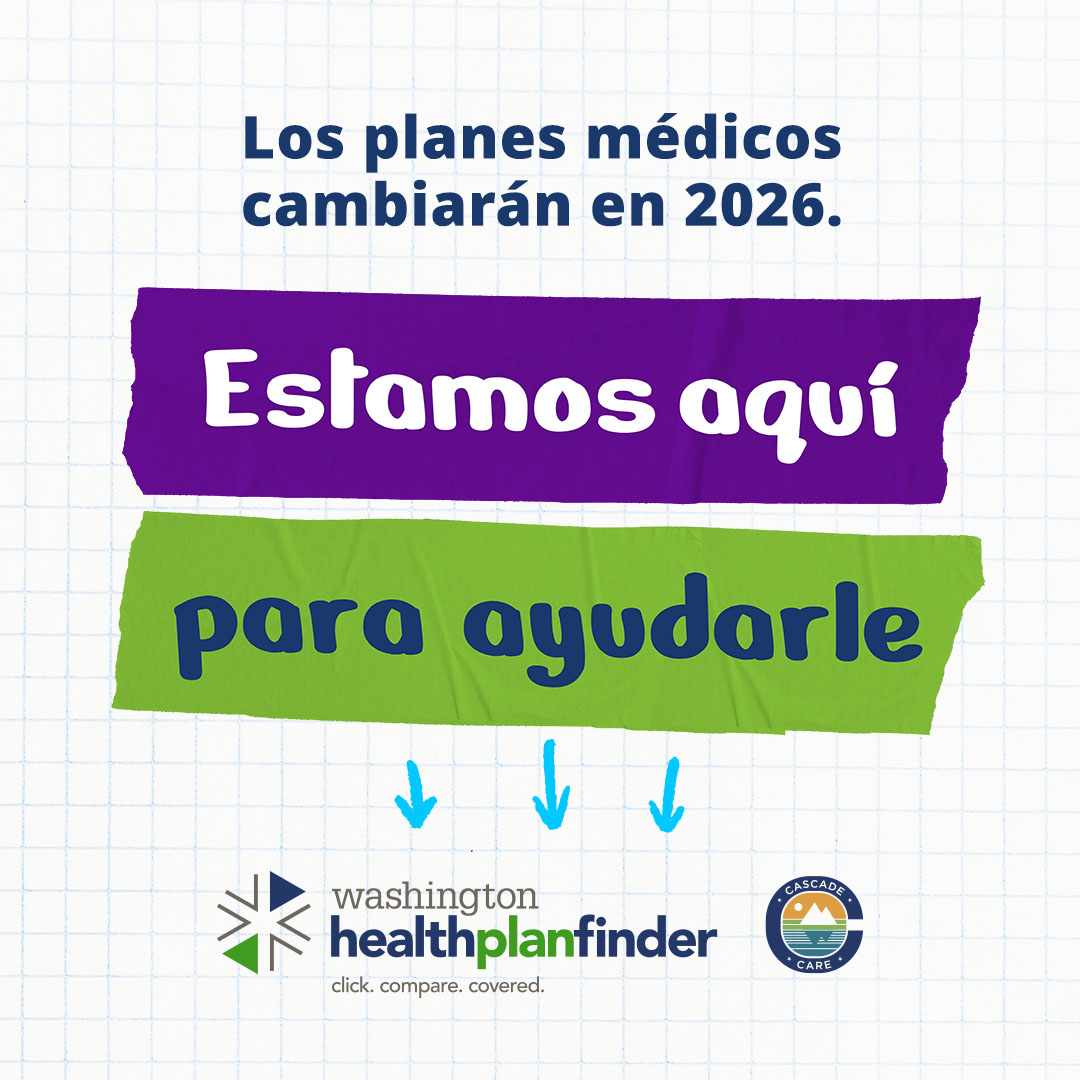 Los planes médicos
cambiarán en 2026.
Estamos aquí
para ayudarle
washington
healthplanfinder
click. compare. covered.
CASCADE
CARE